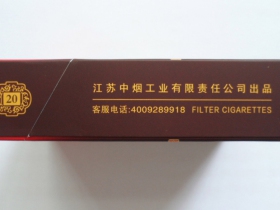 20
江苏中烟工业有限责任公司出品
客服电话:4009289918 FILTER CIGARETTES